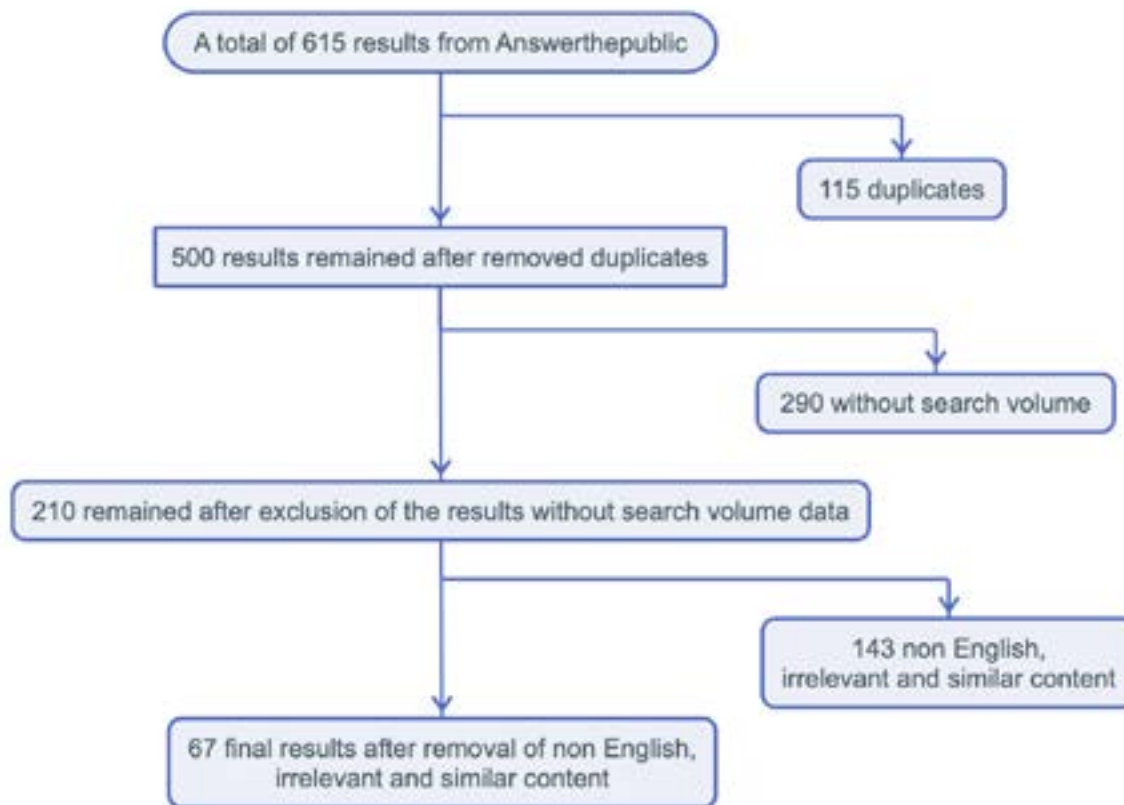 A total of 615 results from Answerthepublic
115 duplicates
500 results remained after removed duplicates
290 without search volume
210 remained after exclusion of the results without search volume data
143 non English,
irrelevant and similar content
67 final results after removal of non English,
irrelevant and similar content